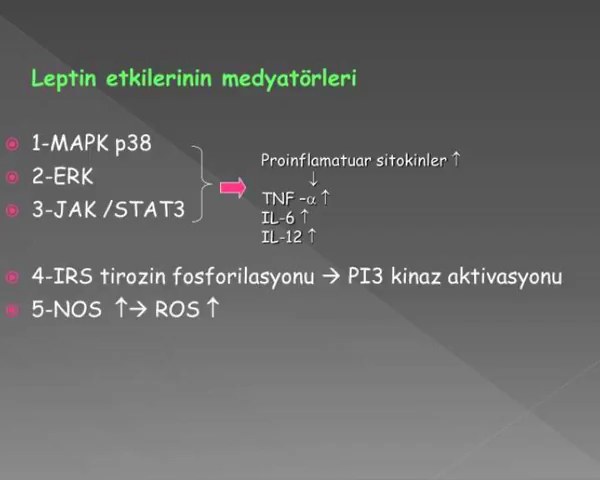 Leptin etkilerinin medyatörleri
1-MAPK p38
2-ERK
3-JAK /STAT3
Proinflamatuar sitokinler ↑
↓
TNF -α ↑
IL-6 ↑
IL-12 ↑
4-IRS tirozin fosforilasyonu → PI3 kinaz aktivasyonu
5-NOS ↑→ ROS ↑